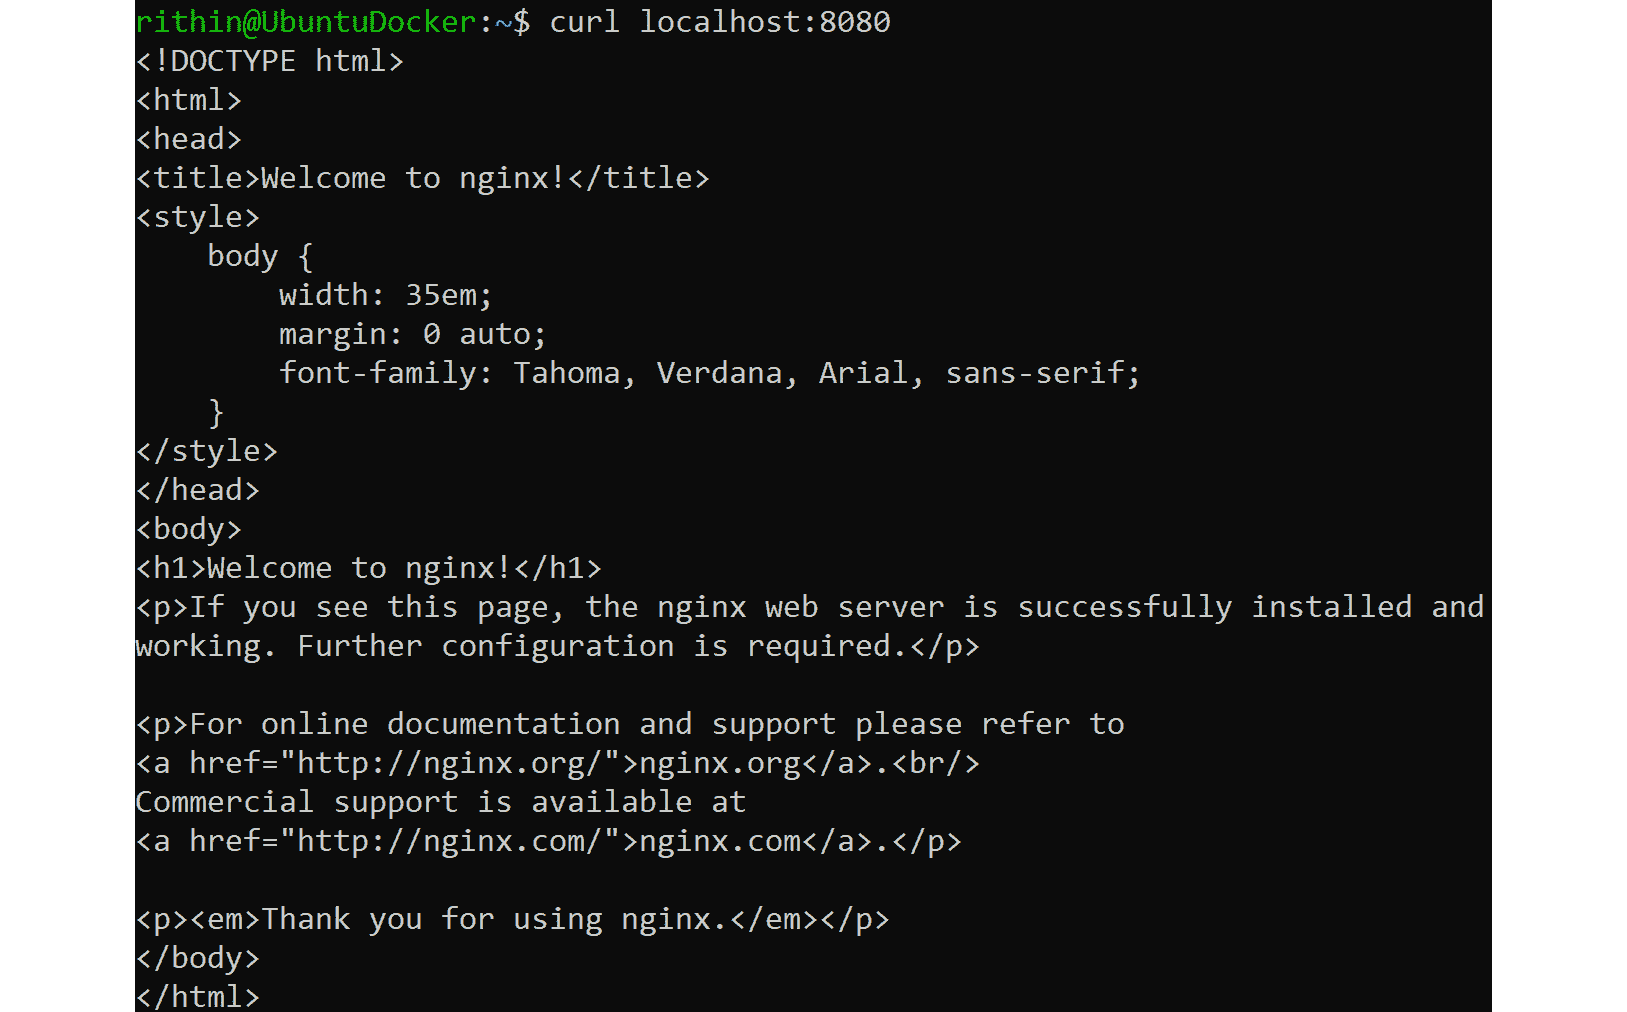 rithin@UbuntuDocker:~$ curl localhost:8080
<!DOCTYPE html>
<html>
<head>
<title>Welcome to nginx!</title>
<style>
    body {
        width: 35em;
        margin: 0 auto;
        font-family: Tahoma, Verdana, Arial, sans-serif;
    }
</style>
</head>
<body>
<h1>Welcome to nginx!</h1>
<p>If you see this page, the nginx web server is successfully installed and
working. Further configuration is required.</p>

<p>For online documentation and support please refer to
<a href="http://nginx.org/">nginx.org</a>.<br/>
Commercial support is available at
<a href="http://nginx.com/">nginx.com</a>.</p>

<p><em>Thank you for using nginx.</em></p>
</body>
</html>